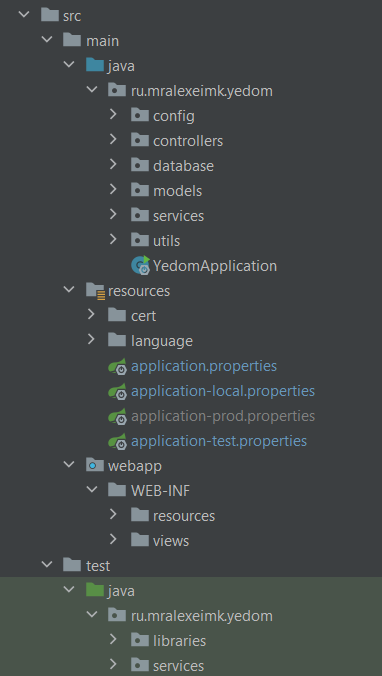 src
main
java
ru.mralexeimk.yedom
config
controllers
database
models
services
utils
YedomApplication
resources
cert
language
application.properties
application-local.properties
application-prod.properties
application-test.properties
webapp
WEB-INF
resources
views
test
java
ru.mralexeimk.yedom
libraries
services